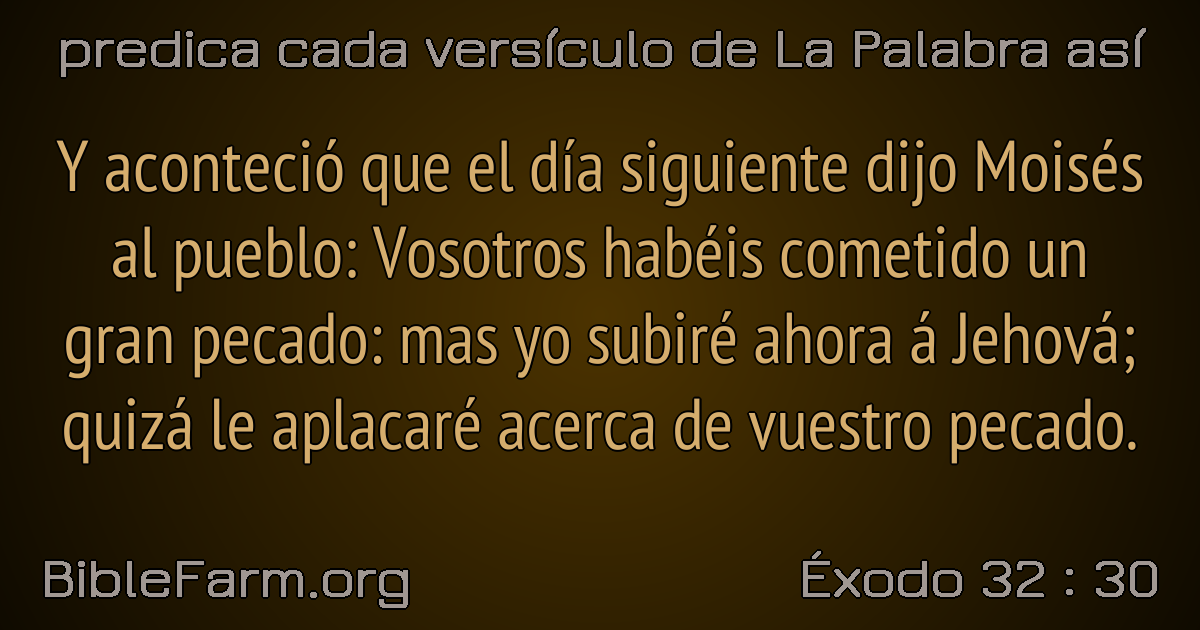 predica cada versículo de La Palabra así
Y aconteció que el día siguiente dijo Moisés
al pueblo: Vosotros habéis cometido un
gran pecado: mas yo subiré ahora á Jehová;
quizá le aplacaré acerca de vuestro pecado.
BibleFarm.org
Éxodo 32 : 30